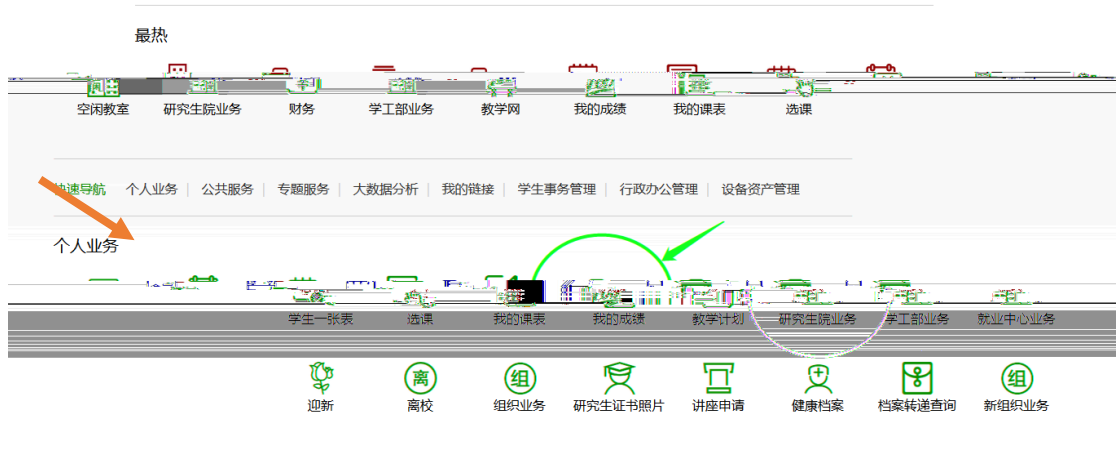 最热
空闲教室 研究生院业务 财务 学工部业务 教学网 我的成绩 我的课表 选课
快速导航 个人业务 | 公共服务 | 专题服务 | 大数据分析 | 我的链接 | 学生事务管理 | 行政办公管理 | 设备资产管理
个人业务
学生一张表 选课 我的课表 我的成绩 教学计划 研究生院业务 学工部业务 就业中心业务
离 组 组
迎新 离校 组织业务 研究生证书照片 讲座申请 健康档案 档案转递查询 新组织业务